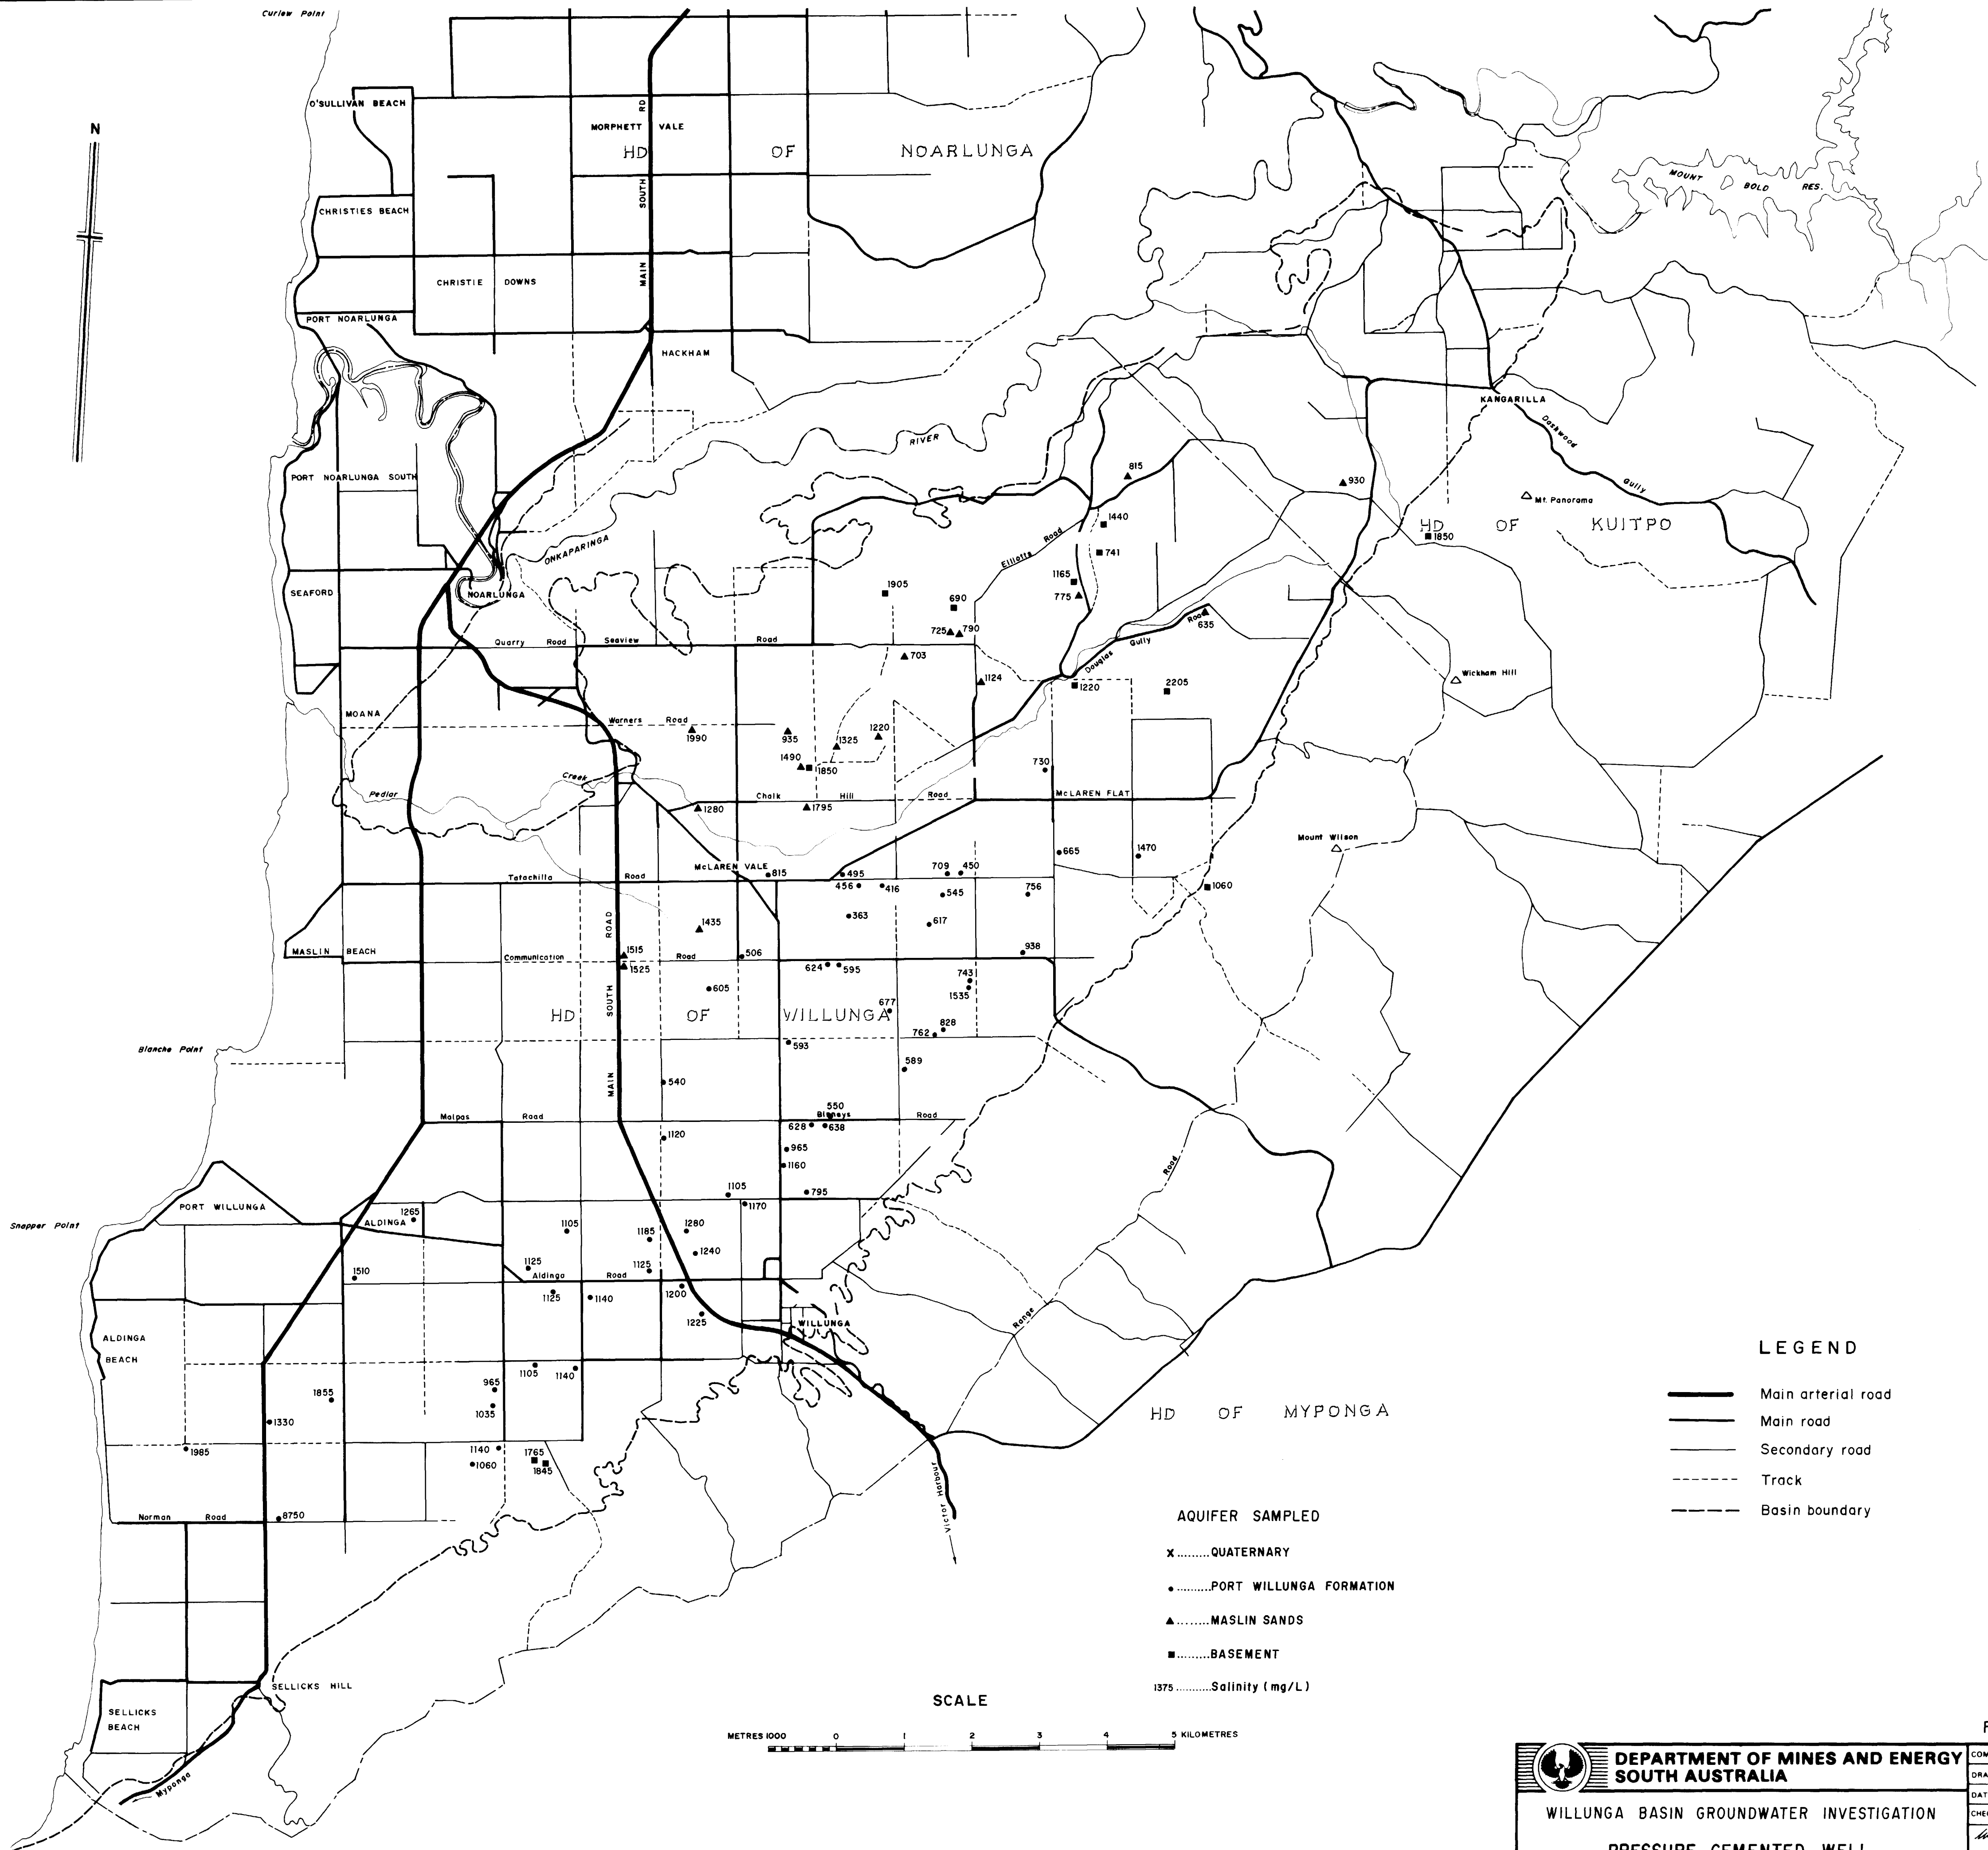 Curlew Point
O'SULLIVAN BEACH
N
RD
MORPHETT VALE
HD OF NOARLUNGA
MOUNT BOLD RES.
SOUTH
CHRISTIES BEACH
MAIN
CHRISTIE DOWNS
PORT NOARLUNGA
HACKHAM
KANGARILLA
Dashwood
Gully
RIVER
815
930
PORT NOARLUNGA SOUTH
Mt. Panorama
1440
HD OF KUITPO
1850
Elliotts Road
ONKAPARINGA
741
1165
775
1905
690
SEAFORD
NOARLUNGA
635
725
790
Quarry Road Seaview Road
Douglas Gully Road
703
1124
1220
2205
Wickham Hill
MOANA
Warners Road
1990
935
1325
1220
1490
1850
730
Creek
Pedlar
Chalk Hill Road
McLAREN FLAT
1280
1795
Mount Wilson
665
1470
McLAREN VALE
815
495
709
450
Tatachilla Road
456
416
545
756
1060
363
617
1435
ROAD
MASLIN BEACH
1515
1525
Communication Road
506
938
624
595
743
605
1535
SOUTH
677
HD OF WILLUNGA
828
762
Blanche Point
593
589
MAIN
540
550
Malpas Road
Bligneys Road
628
638
1120
965
1160
Road
1105
795
PORT WILLUNGA
1170
Snapper Point
1265
ALDINGA
1105
1185
1280
1240
1125
1125
Aldinga Road
1510
1125
1140
1200
1225
WILLUNGA
Range
ALDINGA
BEACH
LEGEND
1105
1140
965
1855
Main arterial road
1035
1330
HD OF MYPONGA
Main road
1985
1140
1765
Secondary road
1060
1845
Track
Victor Harbour
Norman Road
8750
Basin boundary
AQUIFER SAMPLED
x.........QUATERNARY
•..........PORT WILLUNGA FORMATION
▲........MASLIN SANDS
■.........BASEMENT
1375..........Salinity (mg/L)
SELLICKS HILL
SELLICKS
BEACH
SCALE
METRES 1000 0 1 2 3 4 5 KILOMETRES
Myponga
DEPARTMENT OF MINES AND ENERGY
SOUTH AUSTRALIA
WILLUNGA BASIN GROUNDWATER INVESTIGATION
PRESSURE CEMENTED WELL